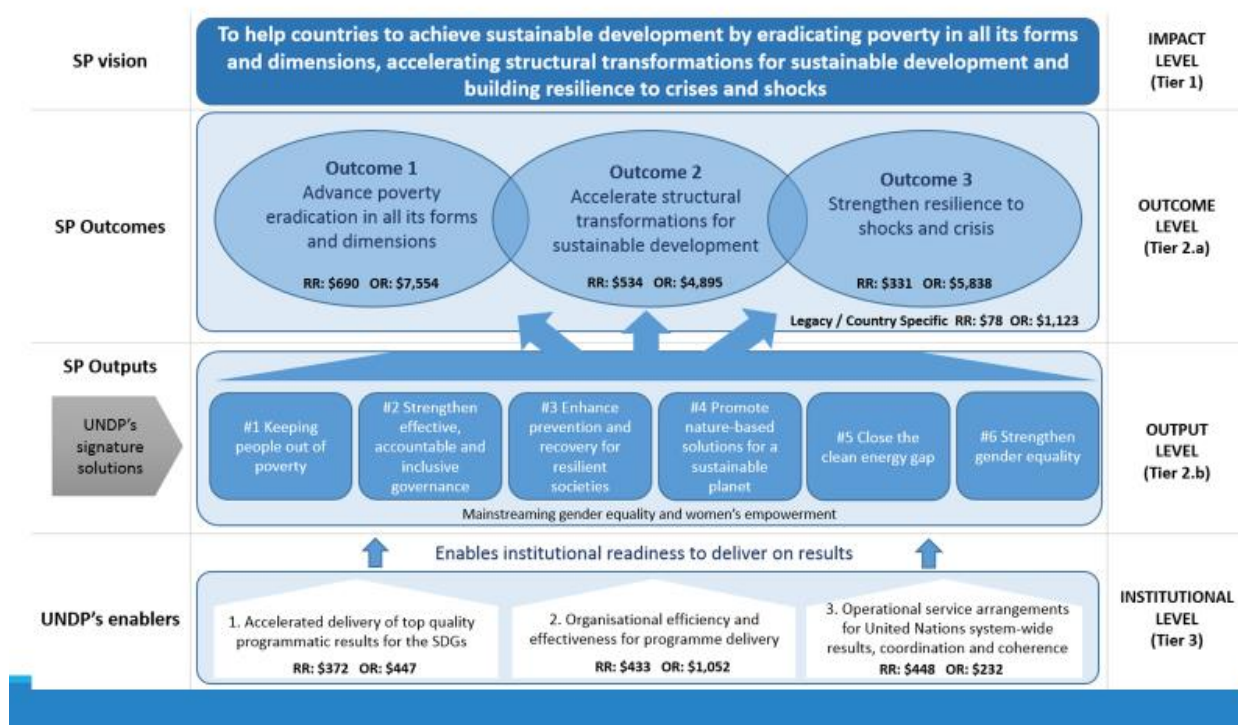 SP vision
To help countries to achieve sustainable development by eradicating poverty in all its forms
and dimensions, accelerating structural transformations for sustainable development and
building resilience to crises and shocks
IMPACT
LEVEL
(Tier 1)
SP Outcomes
Outcome 1
Advance poverty
eradication in all its forms
and dimensions
RR: $690 OR: $7,554
Outcome 2
Accelerate structural
transformations for
sustainable development
RR: $534 OR: $4,895
Outcome 3
Strengthen resilience to
shocks and crisis
RR: $331 OR: $5,838
Legacy / Country Specific RR: $78 OR: $1,123
OUTCOME
LEVEL
(Tier 2.a)
SP Outputs
UNDP's
signature
solutions
#1 Keeping
people out of
poverty
#2 Strengthen
effective,
accountable and
inclusive
governance
#3 Enhance
prevention and
recovery for
resilient
societies
#4 Promote
nature-based
solutions for a
sustainable
planet
#5 Close the
clean energy gap
#6 Strengthen
gender equality
Mainstreaming gender equality and women's empowerment
OUTPUT
LEVEL
(Tier 2.b)
Enables institutional readiness to deliver on results
UNDP's enablers
1. Accelerated delivery of top quality
programmatic results for the SDGs
RR: $372 OR: $447
2. Organisational efficiency and
effectiveness for programme delivery
RR: $433 OR: $1,052
3. Operational service arrangements
for United Nations system-wide
results, coordination and coherence
RR: $448 OR: $232
INSTITUTIONAL
LEVEL
(Tier 3)